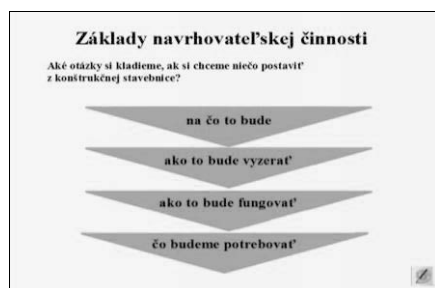 Základy navrhovateľskej činnosti
Aké otázky si kladieme, ak si chceme niečo postaviť
z konštrukčnej stavebnice?
na čo to bude
ako to bude vyzerať
ako to bude fungovať
čo budeme potrebovať